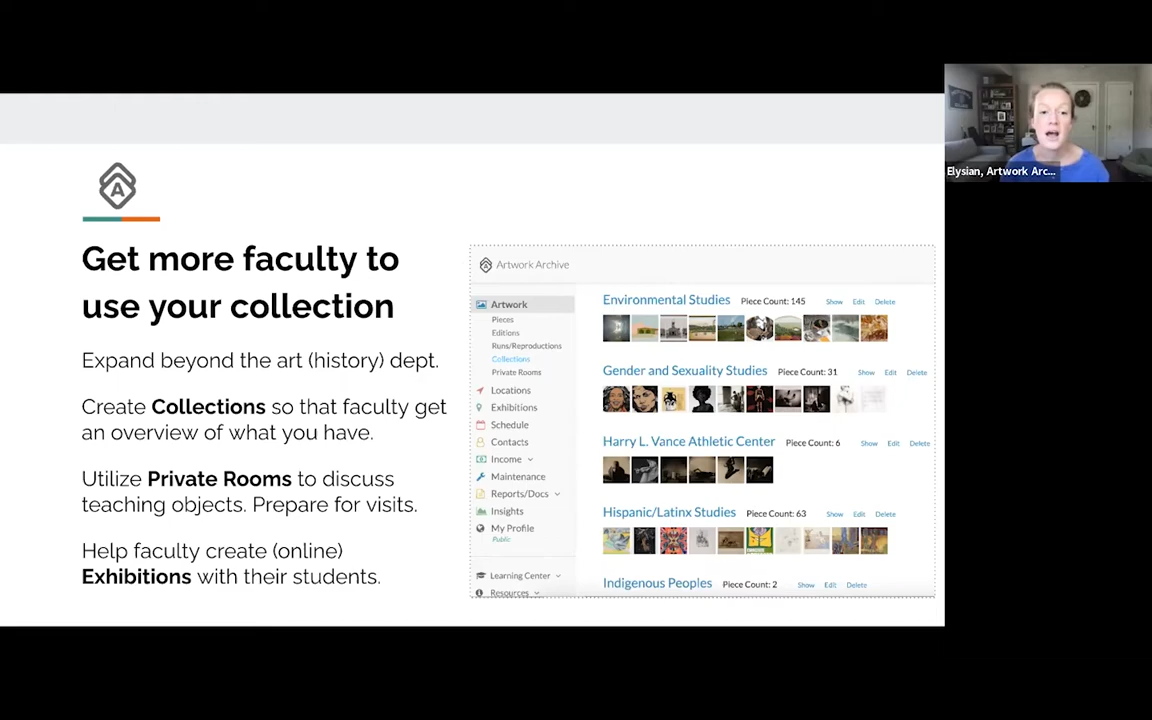 Elysian, Artwork Arc...
A
Get more faculty to
use your collection
Expand beyond the art (history) dept.
Create Collections so that faculty get
an overview of what you have.
Utilize Private Rooms to discuss
teaching objects. Prepare for visits.
Help faculty create (online)
Exhibitions with their students.
Artwork Archive
Artwork
Pieces
Editions
Runs/Reproductions
Collections
Private Rooms
Locations
Exhibitions
Schedule
Contacts
Income
Maintenance
Reports/Docs
Insights
My Profile
Public
Learning Center
Resources
Environmental Studies Piece Count: 145 Show Edit Delete
Gender and Sexuality Studies Piece Count: 31 Show Edit Delete
Harry L. Vance Athletic Center Piece Count: 6 Show Edit Delete
Hispanic/Latinx Studies Piece Count: 63 Show Edit Delete
Indigenous Peoples Piece Count: 2 Show Edit Delete